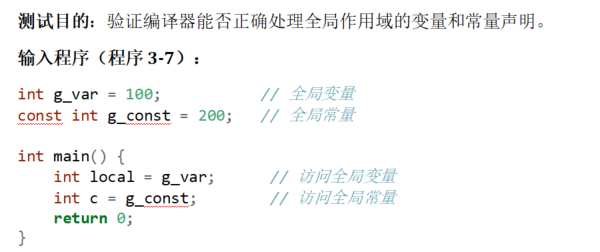 测试目的：验证编译器能否正确处理全局作用域的变量和常量声明。
输入程序（程序 3-7）：
int g_var = 100; // 全局变量
const int g_const = 200; // 全局常量
int main() {
int local = g_var; // 访问全局变量
int c = g_const; // 访问全局常量
return 0;
}